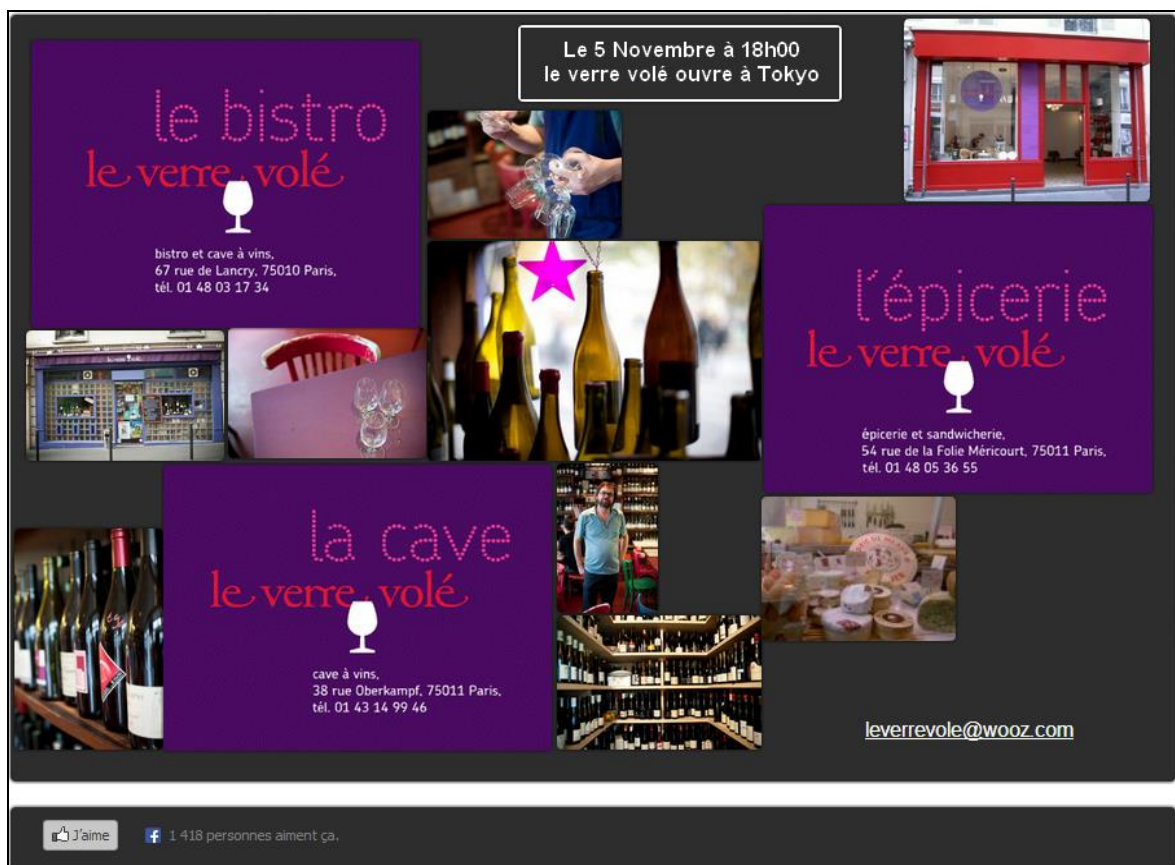 Le 5 Novembre à 18h00
le verre volé ouvre à Tokyo
le bistro
le verre volé
bistro et cave à vins,
67 rue de Lancry, 75010 Paris,
tél. 01 48 03 17 34
l'épicerie
le verre volé
épicerie et sandwicherie,
54 rue de la Folie Méricourt, 75011 Paris,
tél. 01 48 05 36 55
la cave
le verre volé
cave à vins,
38 rue Oberkampf, 75011 Paris,
tél. 01 43 14 99 46
leverrevole@wooz.com
J'aime
1 418 personnes aiment ça.